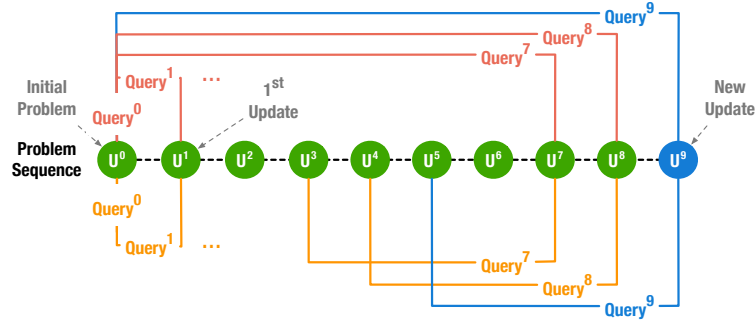 Query⁹
Query⁸
Query⁷
Query¹ ...
Initial
Problem
1ˢᵗ
Update
New
Update
Query⁰
Problem
Sequence
U⁰ U¹ U² U³ U⁴ U⁵ U⁶ U⁷ U⁸ U⁹
Query⁰
Query¹ ...
Query⁷
Query⁸
Query⁹